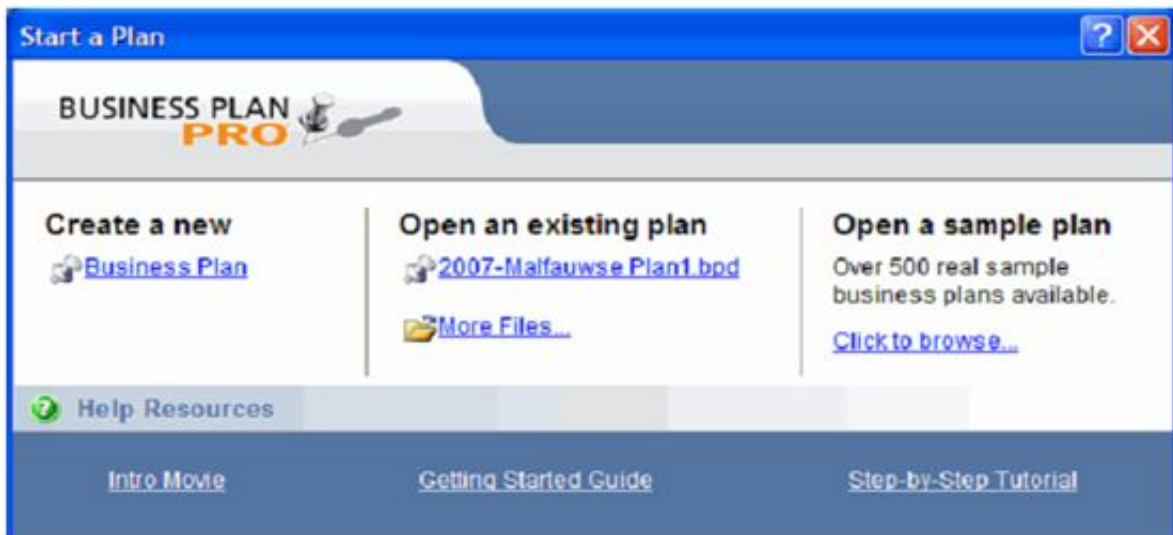 Start a Plan
BUSINESS PLAN
PRO
Create a new
Business Plan
Open an existing plan
2007-Malfauwse Plan1.bpd
More Files...
Open a sample plan
Over 500 real sample
business plans available.
Click to browse...
Help Resources
Intro Movie
Getting Started Guide
Step-by-Step Tutorial